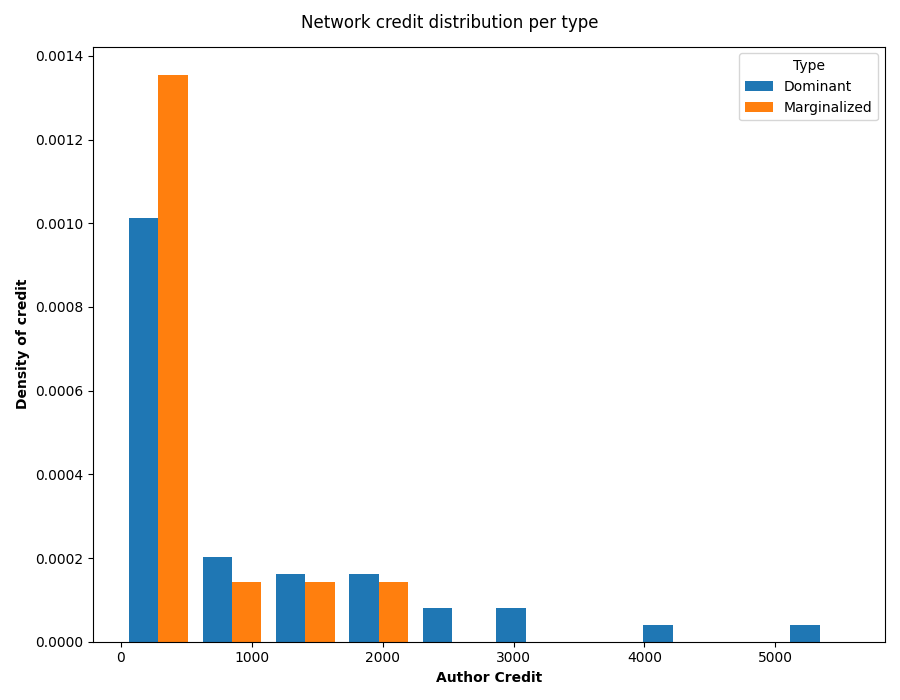 Network credit distribution per type
Type
Dominant
Marginalized
0.0014
0.0012
0.0010
0.0008
0.0006
0.0004
0.0002
0.0000
Density of credit
0 1000 2000 3000 4000 5000
Author Credit